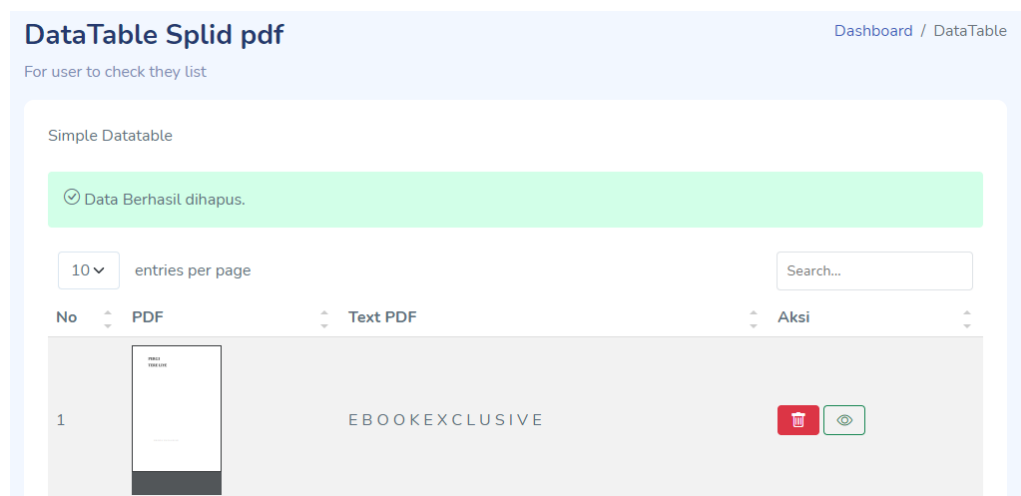 DataTable Splid pdf
Dashboard / DataTable
For user to check they list
Simple Datatable
Data Berhasil dihapus.
10 entries per page
Search...
No PDF Text PDF Aksi
1 E B O O K E X C L U S I V E